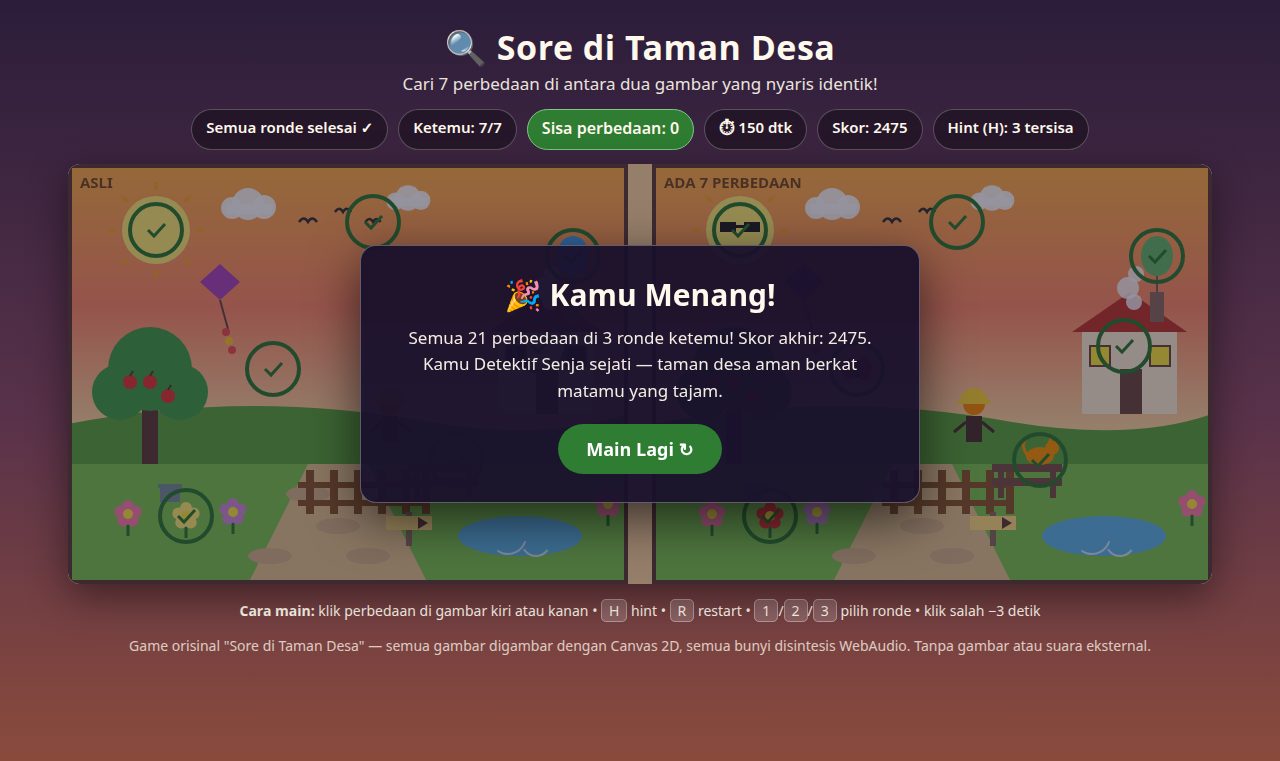 🔍 Sore di Taman Desa
Cari 7 perbedaan di antara dua gambar yang nyaris identik!
Semua ronde selesai ✓
Ketemu: 7/7
Sisa perbedaan: 0
⏱ 150 dtk
Skor: 2475
Hint (H): 3 tersisa
ASLI
ADA 7 PERBEDAAN
🎉 Kamu Menang!
Semua 21 perbedaan di 3 ronde ketemu! Skor akhir: 2475.
Kamu Detektif Senja sejati — taman desa aman berkat
matamu yang tajam.
Main Lagi ↻
Cara main: klik perbedaan di gambar kiri atau kanan • H hint • R restart • 1/2/3 pilih ronde • klik salah −3 detik
Game orisinal "Sore di Taman Desa" — semua gambar digambar dengan Canvas 2D, semua bunyi disintesis WebAudio. Tanpa gambar atau suara eksternal.